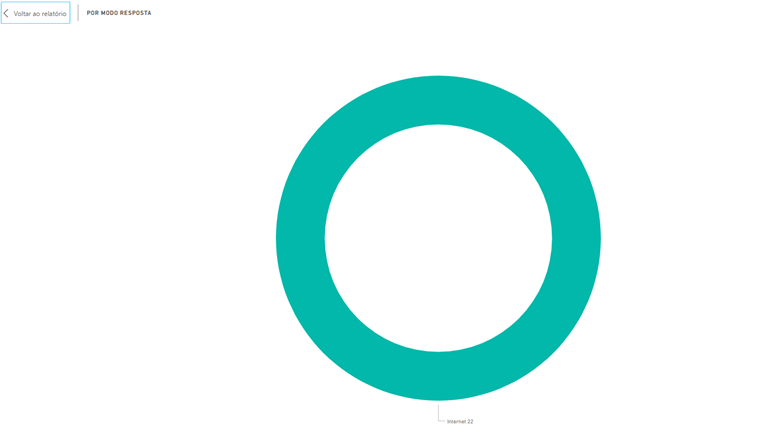 Voltar ao relatório
POR MODO RESPOSTA
Internet 22